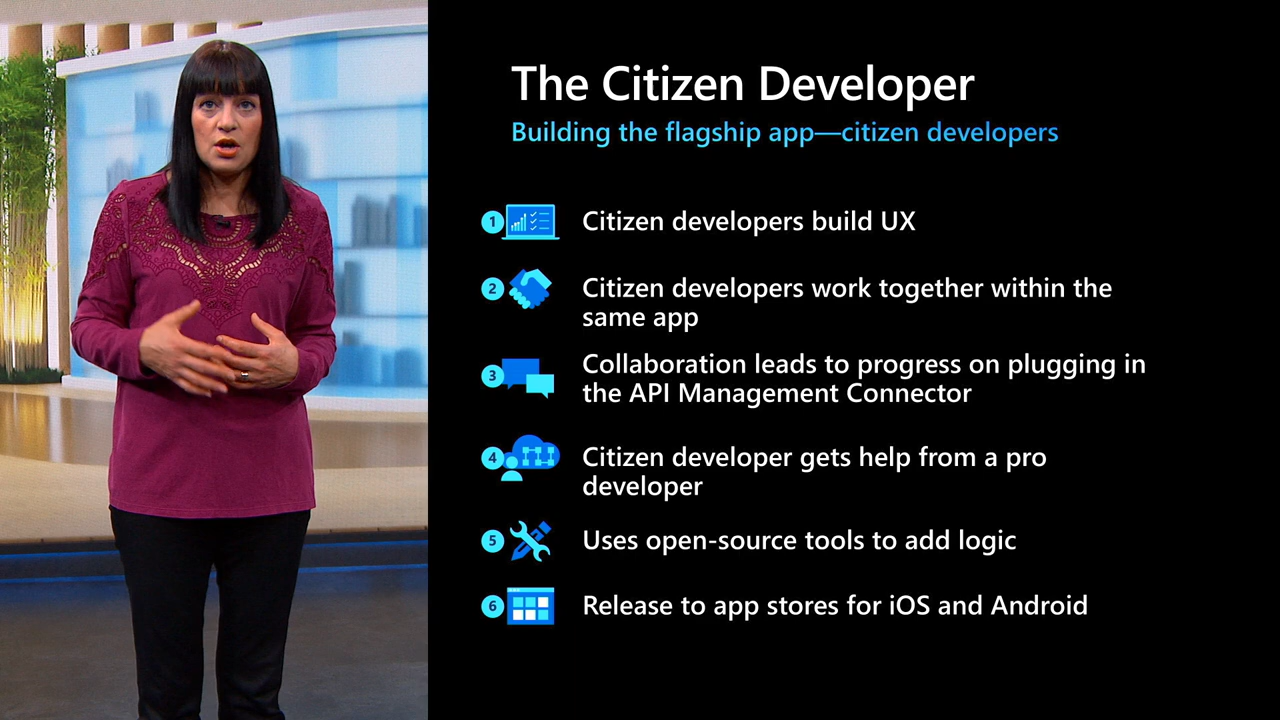 The Citizen Developer
Building the flagship app—citizen developers
1 Citizen developers build UX
2 Citizen developers work together within the
same app
3 Collaboration leads to progress on plugging in
the API Management Connector
4 Citizen developer gets help from a pro
developer
5 Uses open-source tools to add logic
6 Release to app stores for iOS and Android